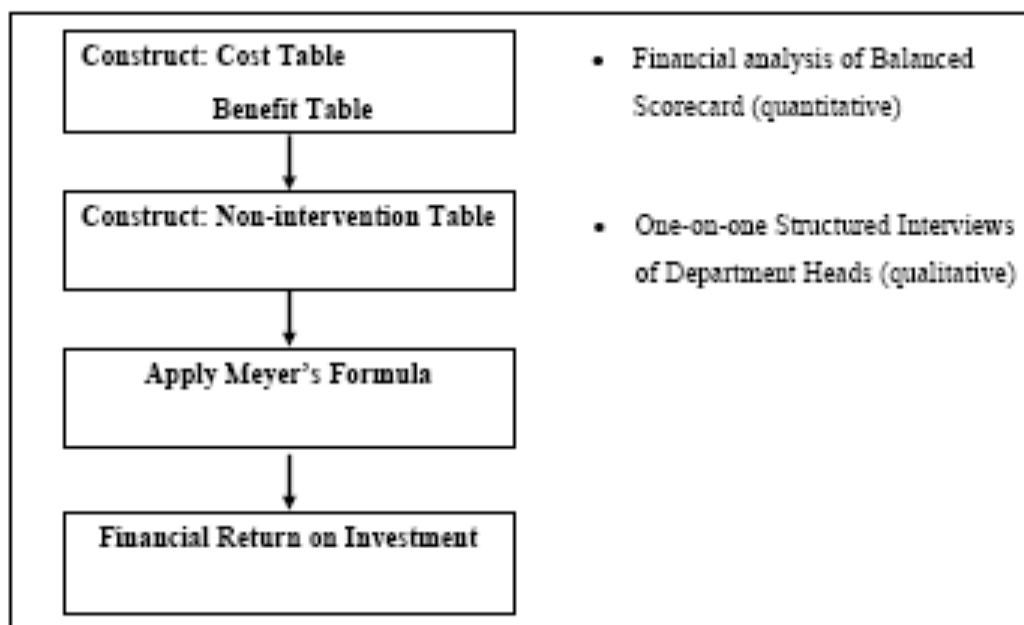 Construct: Cost Table
Benefit Table
Construct: Non-intervention Table
Apply Meyer's Formula
Financial Return on Investment
• Financial analysis of Balanced
Scorecard (quantitative)
• One-on-one Structured Interviews
of Department Heads (qualitative)